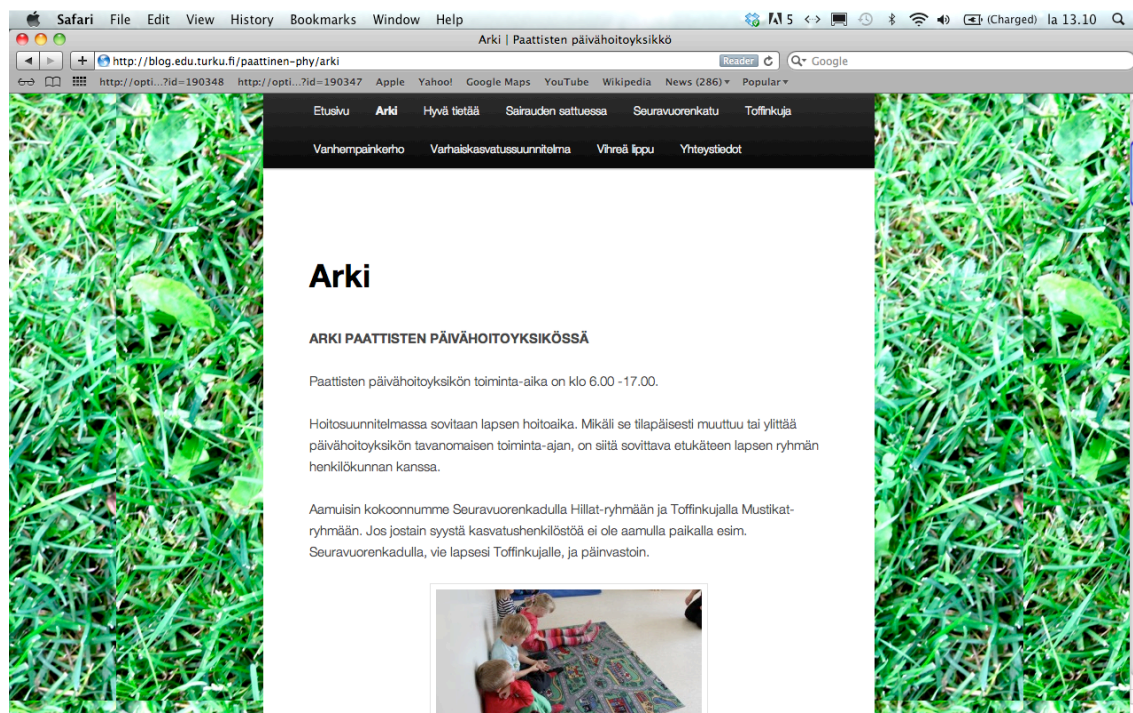 Safari File Edit View History Bookmarks Window Help 5 (Charged) la 13.10
Arki | Paattisten päivähoitoyksikkö
http://blog.edu.turku.fi/paattinen-phy/arki Reader Google
http://opti...?id=190348 http://opti...?id=190347 Apple Yahoo! Google Maps YouTube Wikipedia News (286) Popular
Etusivu Arki Hyvä tietää Sairauden sattuessa Seuravuorenkatu Toffinkuja
Vanhempainkerho Varhaiskasvatussuunnitelma Vihreä lippu Yhteystiedot
Arki
ARKI PAATTISTEN PÄIVÄHOITOYKSIKÖSSÄ
Paattisten päivähoitoyksikön toiminta-aika on klo 6.00 -17.00.
Hoitosuunnitelmassa sovitaan lapsen hoitoaika. Mikäli se tilapäisesti muuttuu tai ylittää
päivähoitoyksikön tavanomaisen toiminta-ajan, on siitä sovittava etukäteen lapsen ryhmän
henkilökunnan kanssa.
Aamuisin kokoonnumme Seuravuorenkadulla Hillat-ryhmään ja Toffinkujalla Mustikat-
ryhmään. Jos jostain syystä kasvatushenkilöstöä ei ole aamulla paikalla esim.
Seuravuorenkadulla, vie lapsesi Toffinkujalle, ja päinvastoin.